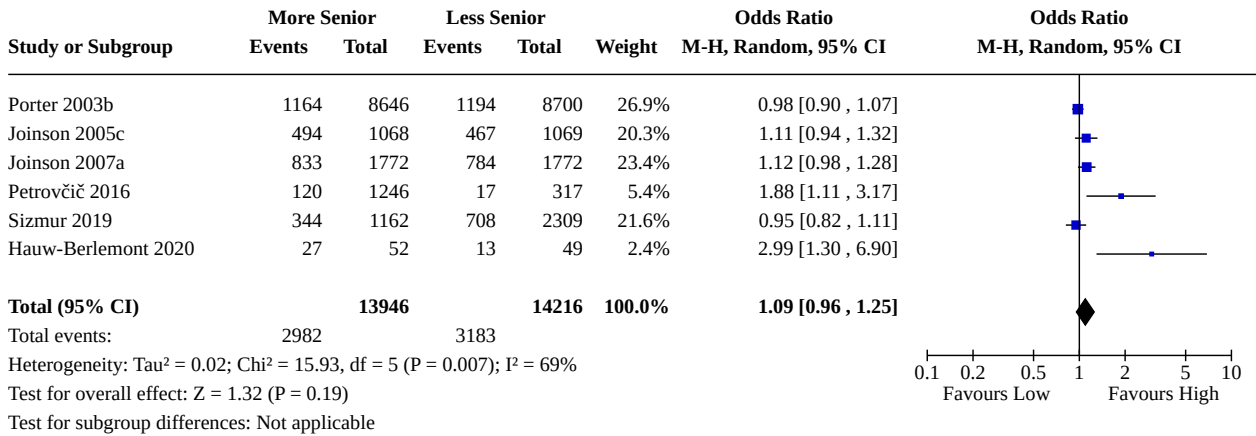 More Senior Less Senior Odds Ratio Odds Ratio
Study or Subgroup Events Total Events Total Weight M-H, Random, 95% CI M-H, Random, 95% CI
Porter 2003b 1164 8646 1194 8700 26.9% 0.98 [0.90 , 1.07]
Joinson 2005c 494 1068 467 1069 20.3% 1.11 [0.94 , 1.32]
Joinson 2007a 833 1772 784 1772 23.4% 1.12 [0.98 , 1.28]
Petrovčič 2016 120 1246 17 317 5.4% 1.88 [1.11 , 3.17]
Sizmur 2019 344 1162 708 2309 21.6% 0.95 [0.82 , 1.11]
Hauw-Berlemont 2020 27 52 13 49 2.4% 2.99 [1.30 , 6.90]
Total (95% CI) 13946 14216 100.0% 1.09 [0.96 , 1.25]
Total events: 2982 3183
Heterogeneity: Tau² = 0.02; Chi² = 15.93, df = 5 (P = 0.007); I² = 69%
Test for overall effect: Z = 1.32 (P = 0.19)
Test for subgroup differences: Not applicable
0.1 0.2 0.5 1 2 5 10
Favours Low Favours High